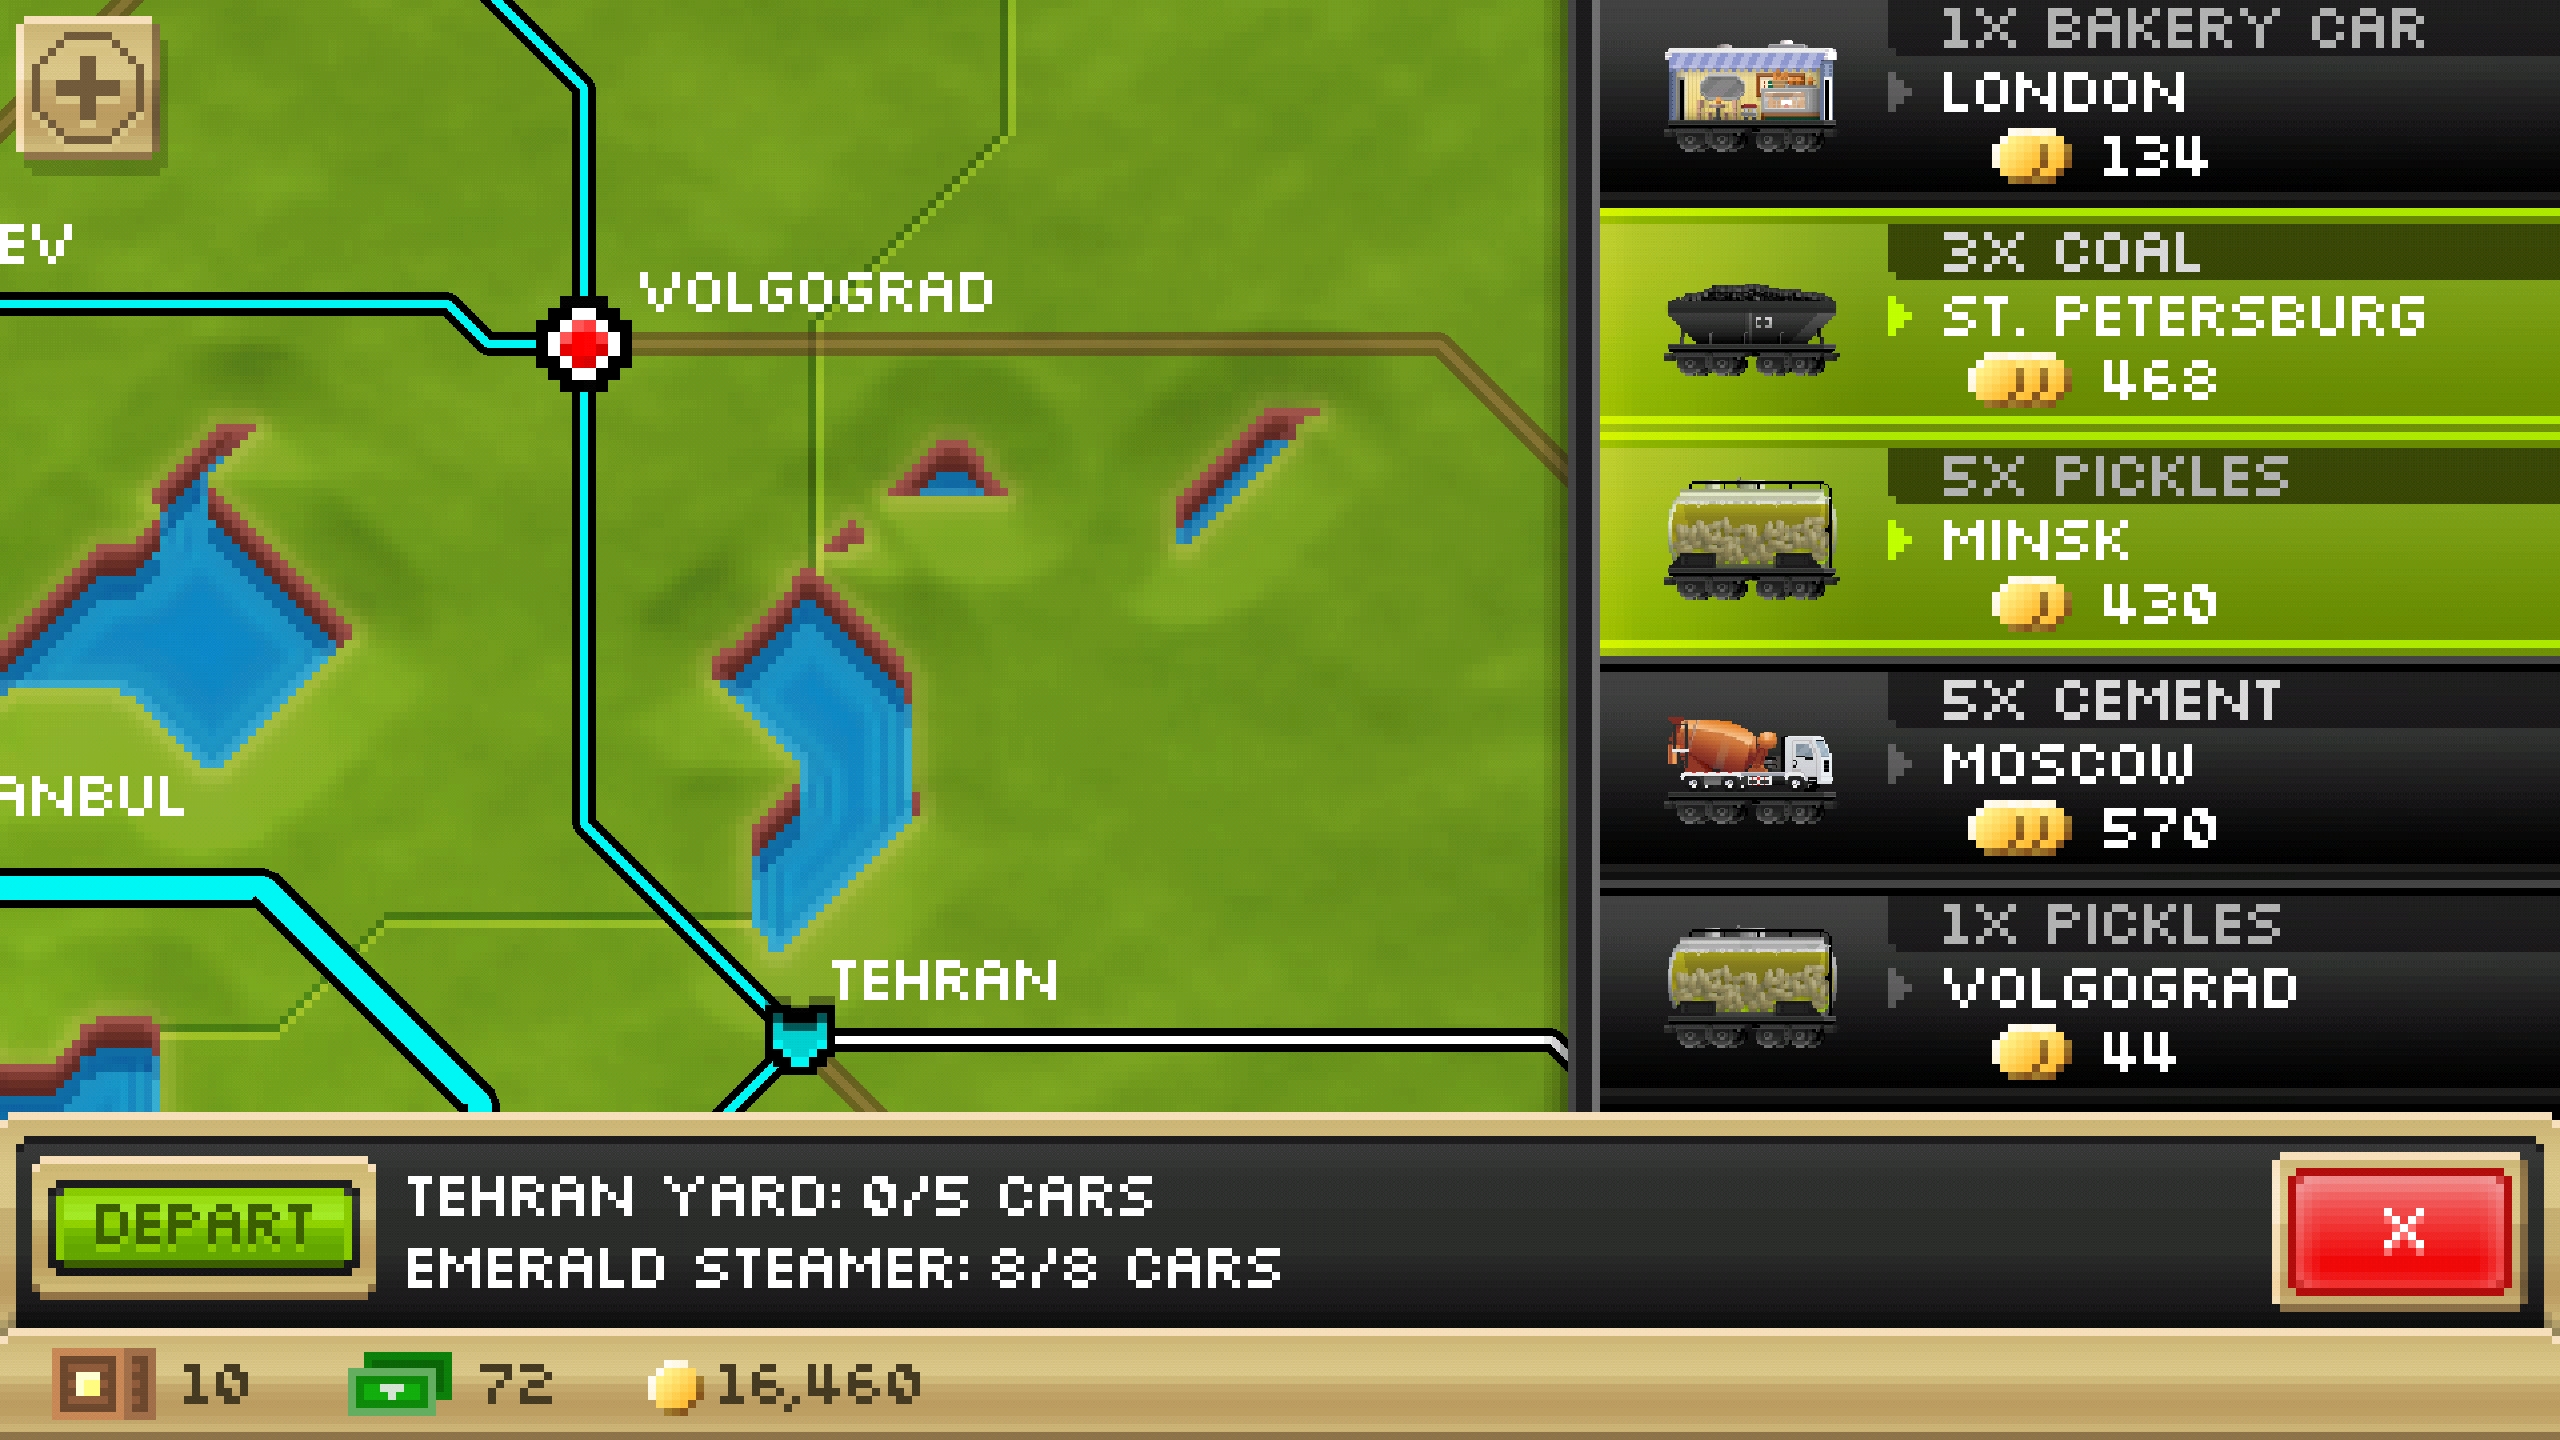 EV
VOLGOGRAD
ANBUL
TEHRAN
1X BAKERY CAR
LONDON
134
3X COAL
ST. PETERSBURG
468
5X PICKLES
MINSK
430
5X CEMENT
MOSCOW
570
1X PICKLES
VOLGOGRAD
44
DEPART
TEHRAN YARD: 0/5 CARS
EMERALD STEAMER: 8/8 CARS
X
10
72
16,460